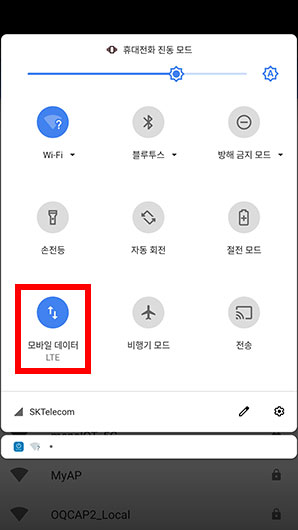 휴대전화 진동 모드
A
?
Wi-Fi
블루투스
방해 금지 모드
손전등
자동 회전
절전 모드
모바일 데이터
LTE
비행기 모드
전송
SKTelecom
MyAP
OQCAP2_Local